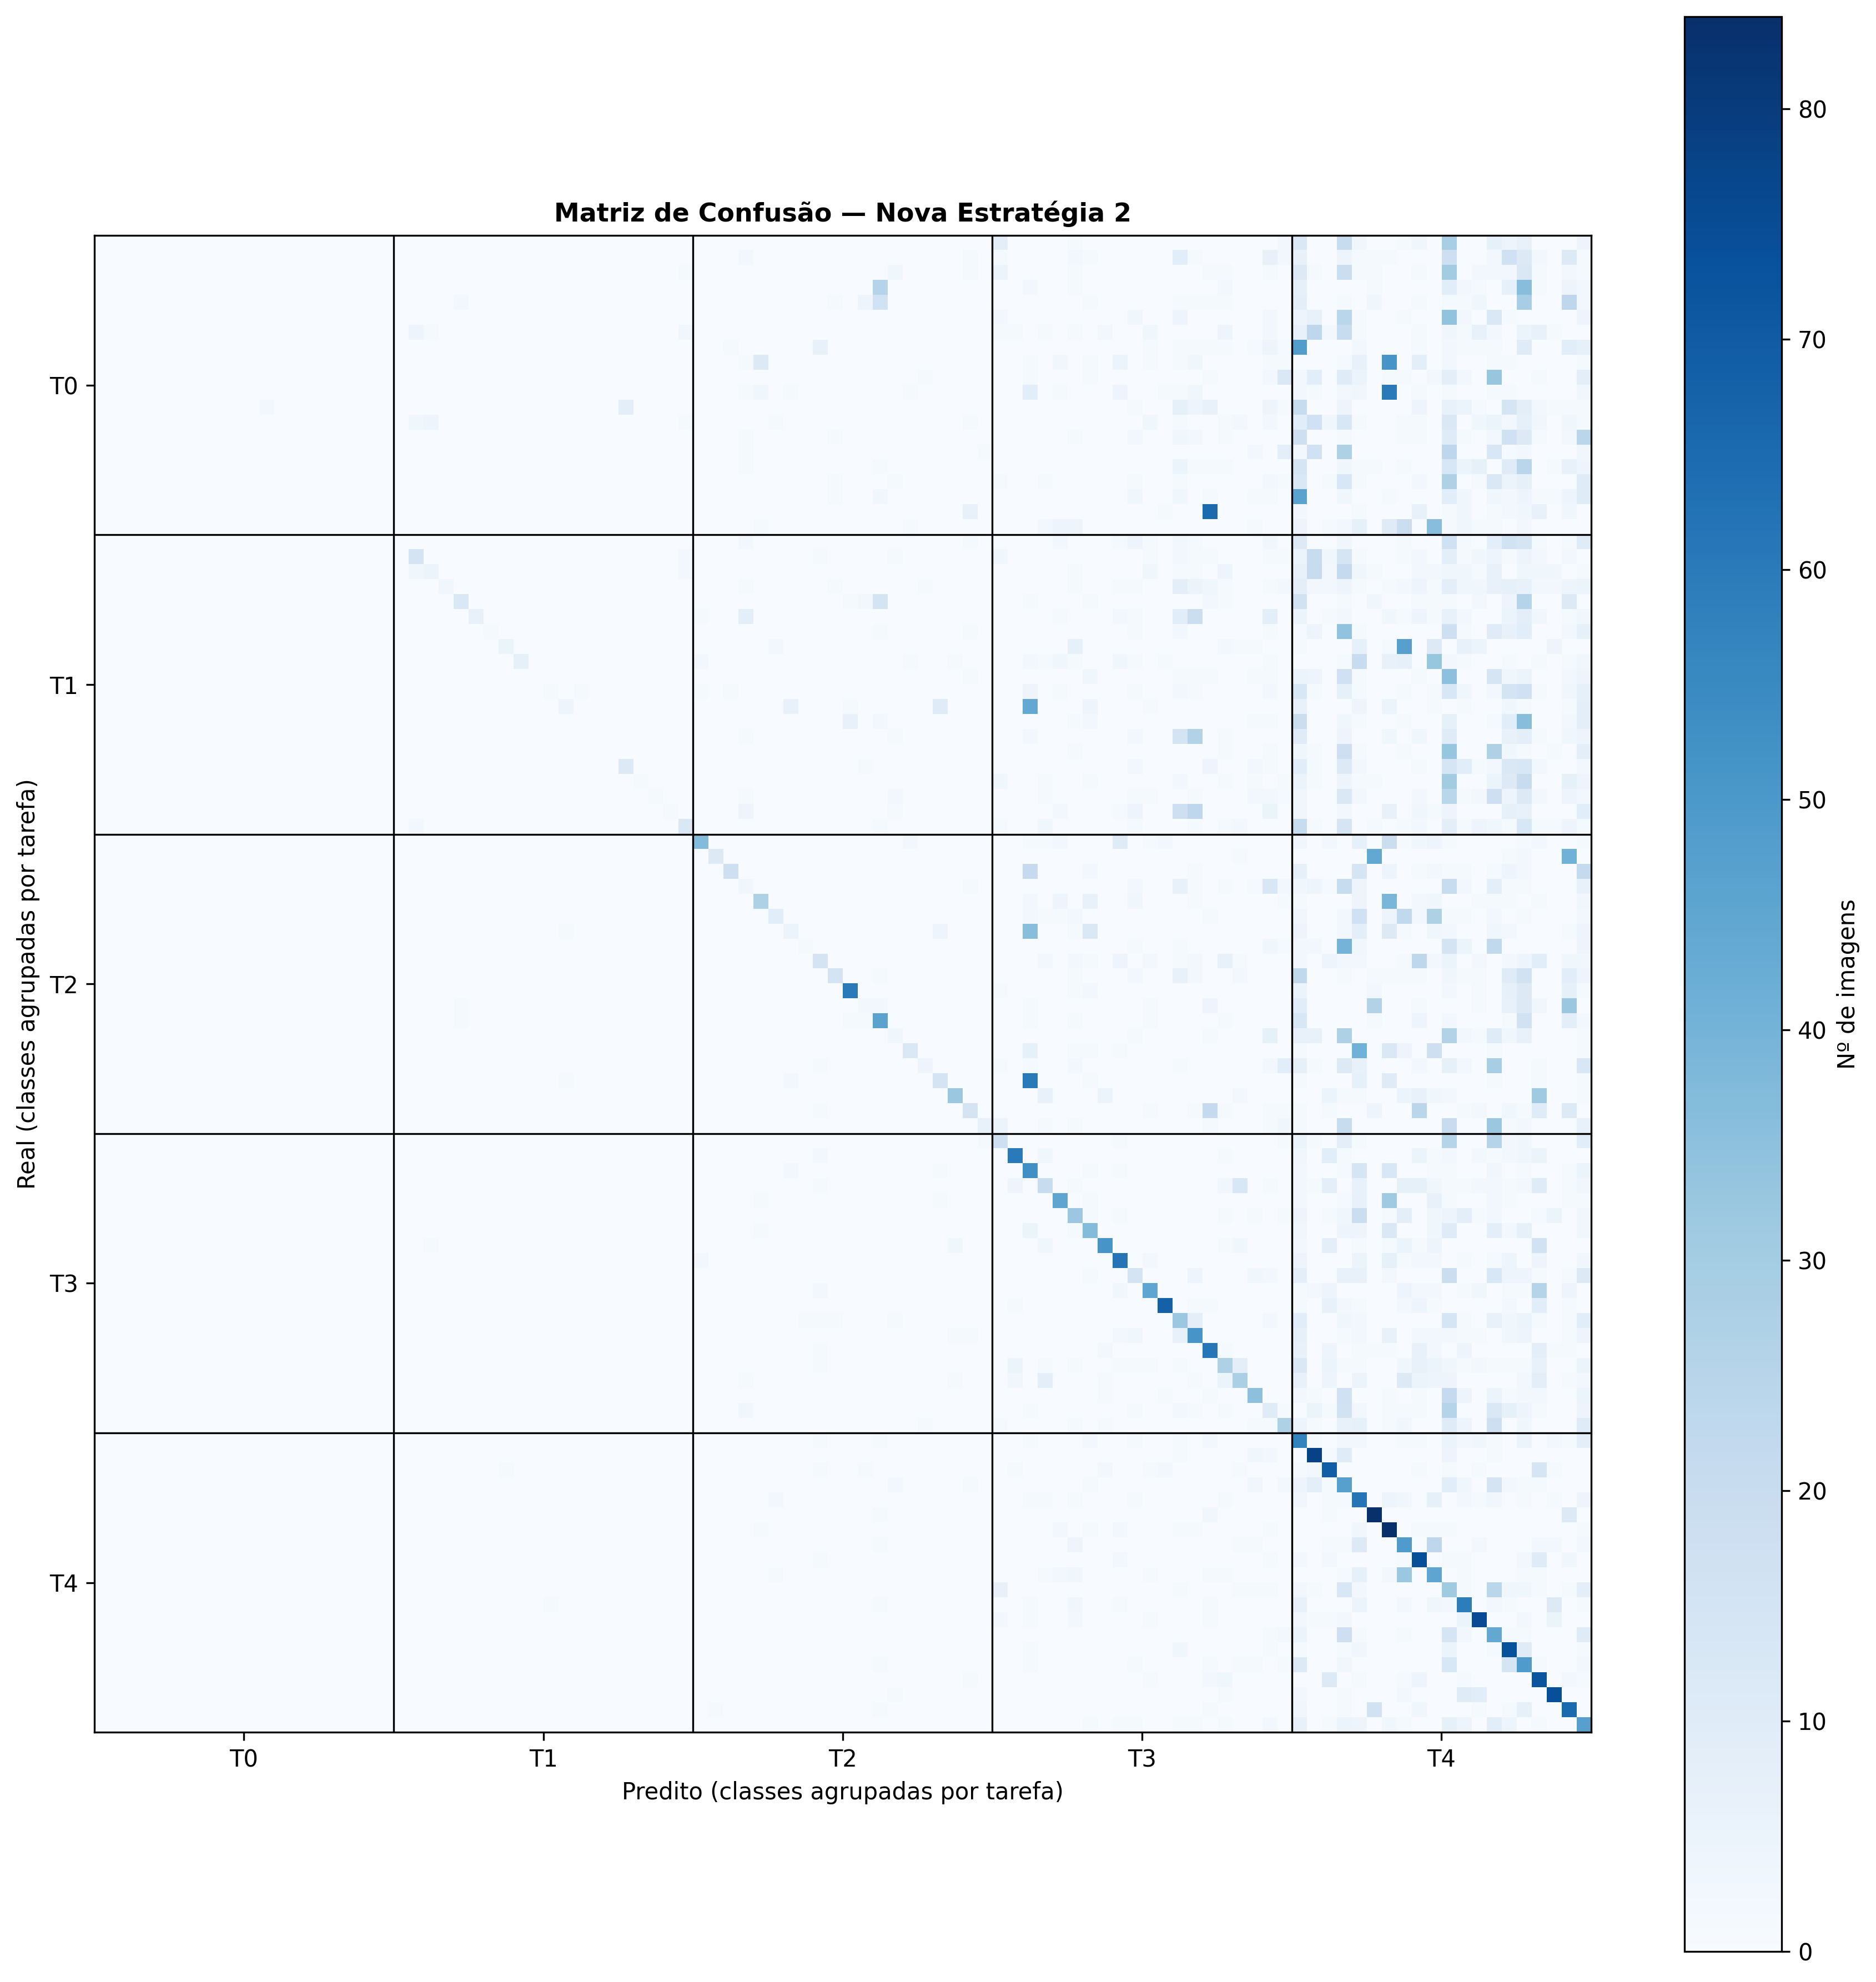 Matriz de Confusão — Nova Estratégia 2
Real (classes agrupadas por tarefa)
T0
T1
T2
T3
T4
T0 T1 T2 T3 T4
Predito (classes agrupadas por tarefa)
80
70
60
50
40
30
20
10
0
Nº de imagens